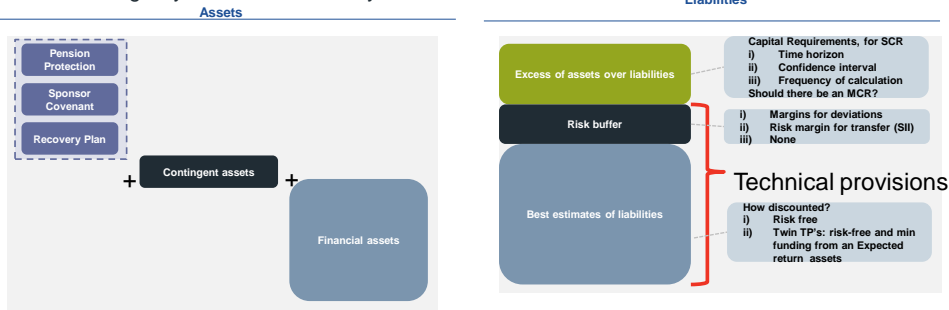 Assets
Pension
Protection
Sponsor
Covenant
Recovery Plan
+
Contingent assets
+
Financial assets
Liabilities
Excess of assets over liabilities
Risk buffer
Best estimates of liabilities
Capital Requirements, for SCR
i) Time horizon
ii) Confidence interval
iii) Frequency of calculation
Should there be an MCR?
i) Margins for deviations
ii) Risk margin for transfer (SII)
iii) None
Technical provisions
How discounted?
i) Risk free
ii) Twin TP's: risk-free and min
funding from an Expected
return assets